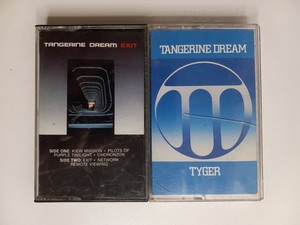 TANGERINE DREAM EXIT
SIDE ONE: KIEW MISSION • PILOTS OF
PURPLE TWILIGHT • CHORONZON
SIDE TWO: EXIT • NETWORK
REMOTE VIEWING
TANGERINE DREAM
TYGER